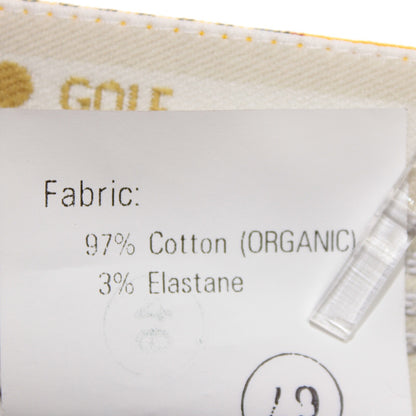 GOLF
Fabric:
97% Cotton (ORGANIC)
3% Elastane